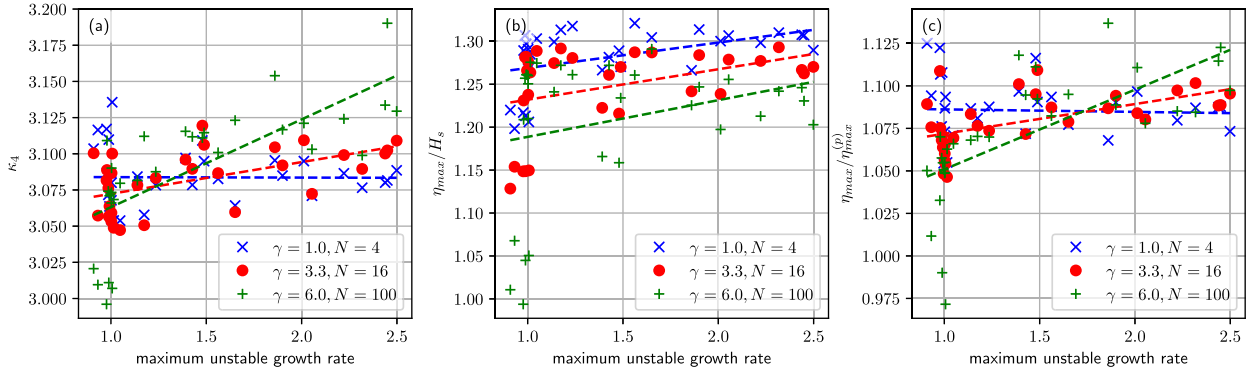 (a)
3.200
3.175
3.150
3.125
3.100
3.075
3.050
3.025
3.000
κ₄
γ = 1.0, N = 4
γ = 3.3, N = 16
γ = 6.0, N = 100
1.0 1.5 2.0 2.5
maximum unstable growth rate
(b)
1.30
1.25
1.20
1.15
1.10
1.05
1.00
η_max/H_s
γ = 1.0, N = 4
γ = 3.3, N = 16
γ = 6.0, N = 100
1.0 1.5 2.0 2.5
maximum unstable growth rate
(c)
1.125
1.100
1.075
1.050
1.025
1.000
0.975
η_max/η_max^(p)
γ = 1.0, N = 4
γ = 3.3, N = 16
γ = 6.0, N = 100
1.0 1.5 2.0 2.5
maximum unstable growth rate